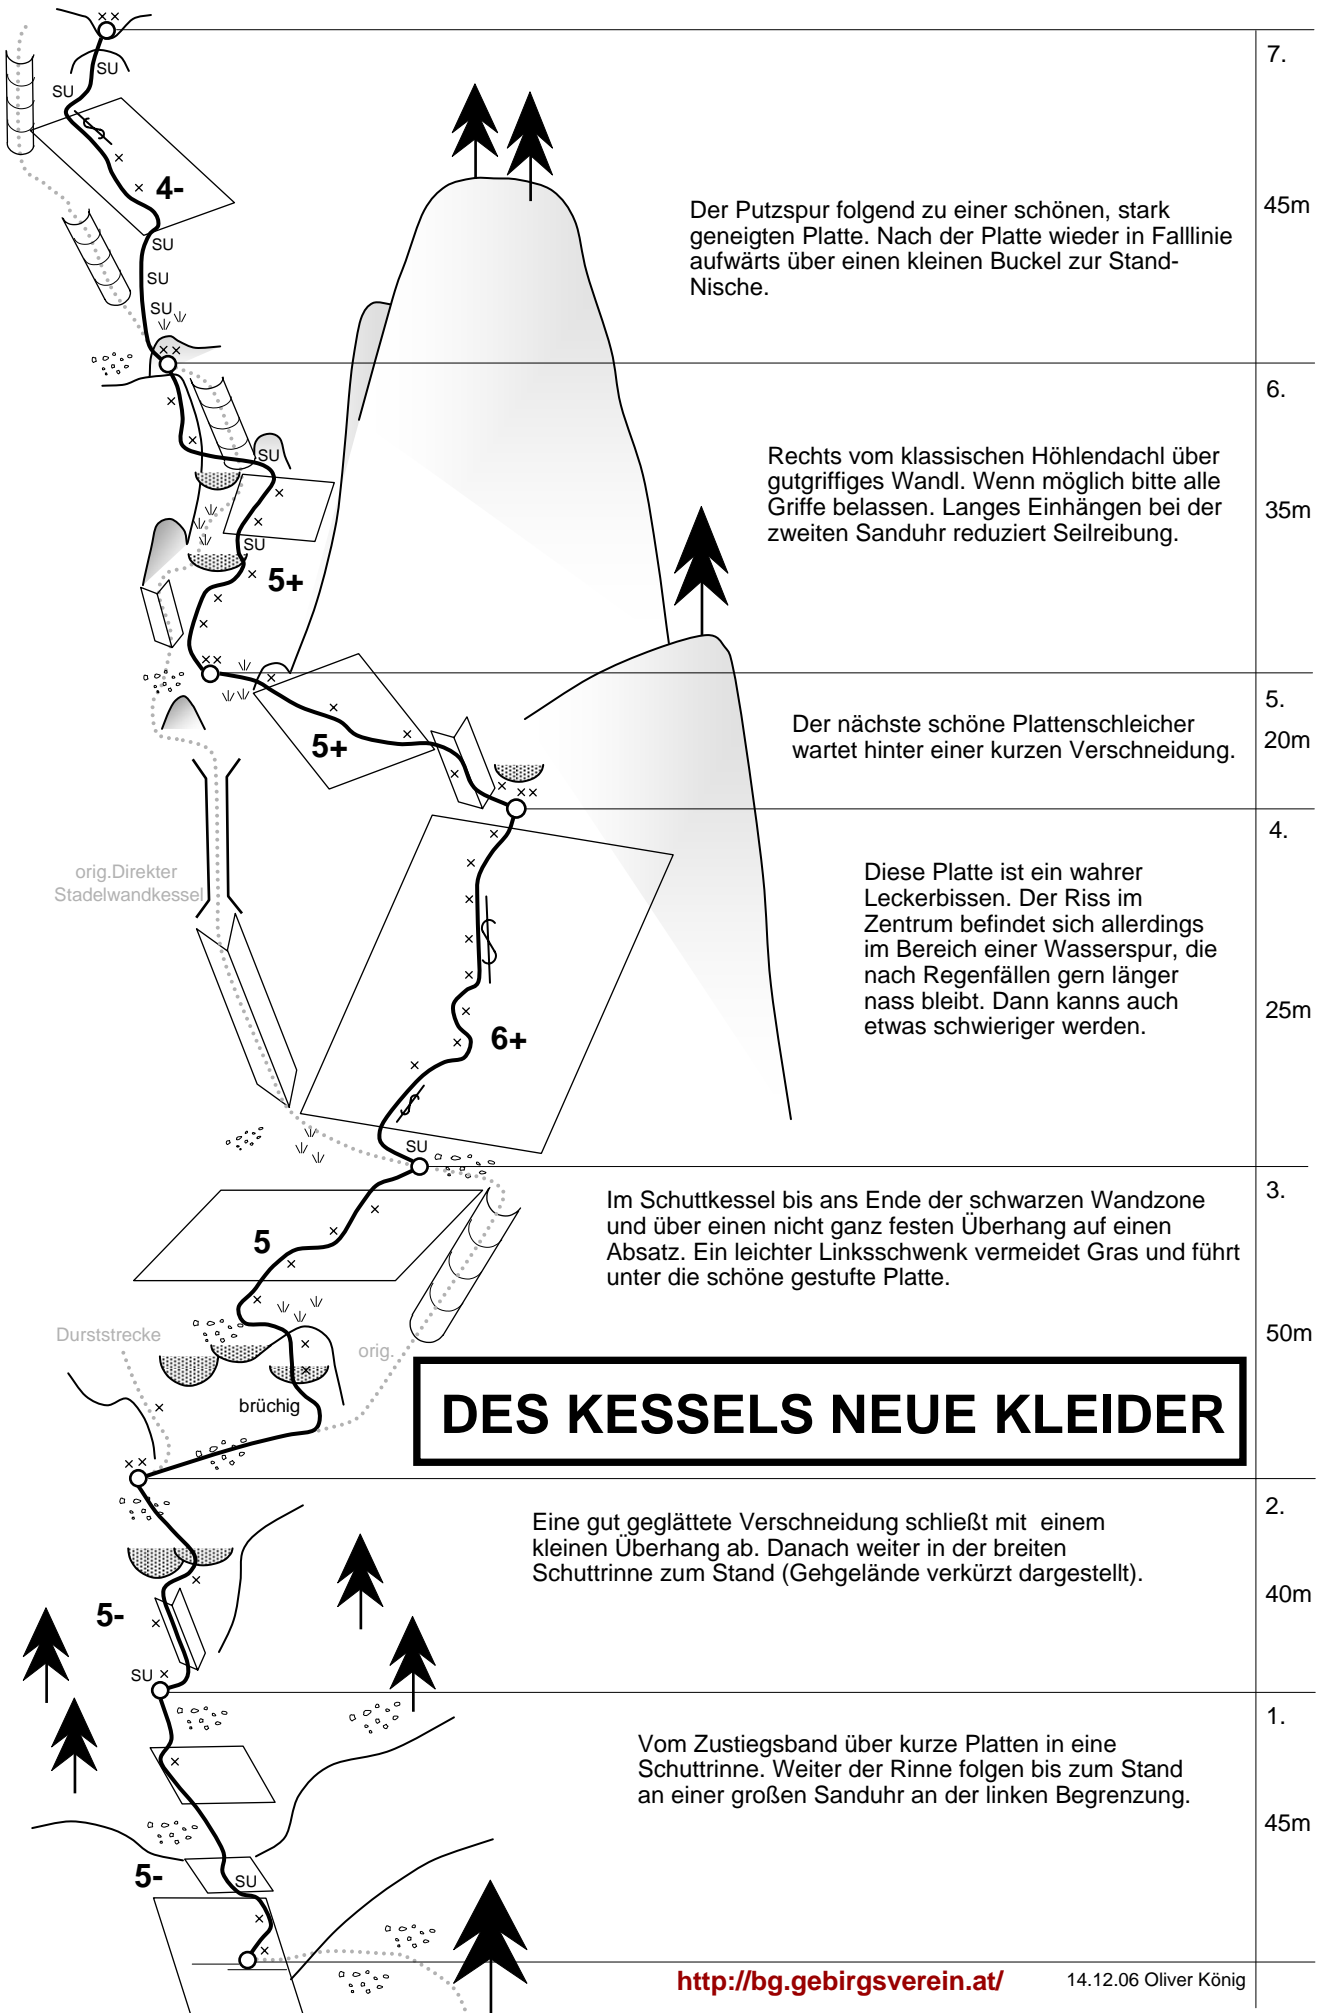 7.
SU
SU
4-
45m
Der Putzspur folgend zu einer schönen, stark
geneigten Platte. Nach der Platte wieder in Falllinie
aufwärts über einen kleinen Buckel zur Stand-
Nische.
SU
SU
SU
6.
SU
Rechts vom klassischen Höhlendachl über
gutgriffiges Wandl. Wenn möglich bitte alle
Griffe belassen. Langes Einhängen bei der
zweiten Sanduhr reduziert Seilreibung.
35m
SU
5+
5.
Der nächste schöne Plattenschleicher
wartet hinter einer kurzen Verschneidung.
20m
5+
4.
orig.Direkter
Stadelwandkessel
Diese Platte ist ein wahrer
Leckerbissen. Der Riss im
Zentrum befindet sich allerdings
im Bereich einer Wasserspur, die
nach Regenfällen gern länger
nass bleibt. Dann kanns auch
etwas schwieriger werden.
25m
6+
SU
3.
Im Schuttkessel bis ans Ende der schwarzen Wandzone
und über einen nicht ganz festen Überhang auf einen
Absatz. Ein leichter Linksschwenk vermeidet Gras und führt
unter die schöne gestufte Platte.
5
Durststrecke
orig.
50m
brüchig
DES KESSELS NEUE KLEIDER
2.
Eine gut geglättete Verschneidung schließt mit einem
kleinen Überhang ab. Danach weiter in der breiten
Schuttrinne zum Stand (Gehgelände verkürzt dargestellt).
40m
5-
SU
1.
Vom Zustiegsband über kurze Platten in eine
Schuttrinne. Weiter der Rinne folgen bis zum Stand
an einer großen Sanduhr an der linken Begrenzung.
45m
5-
SU
http://bg.gebirgsverein.at/
14.12.06 Oliver König